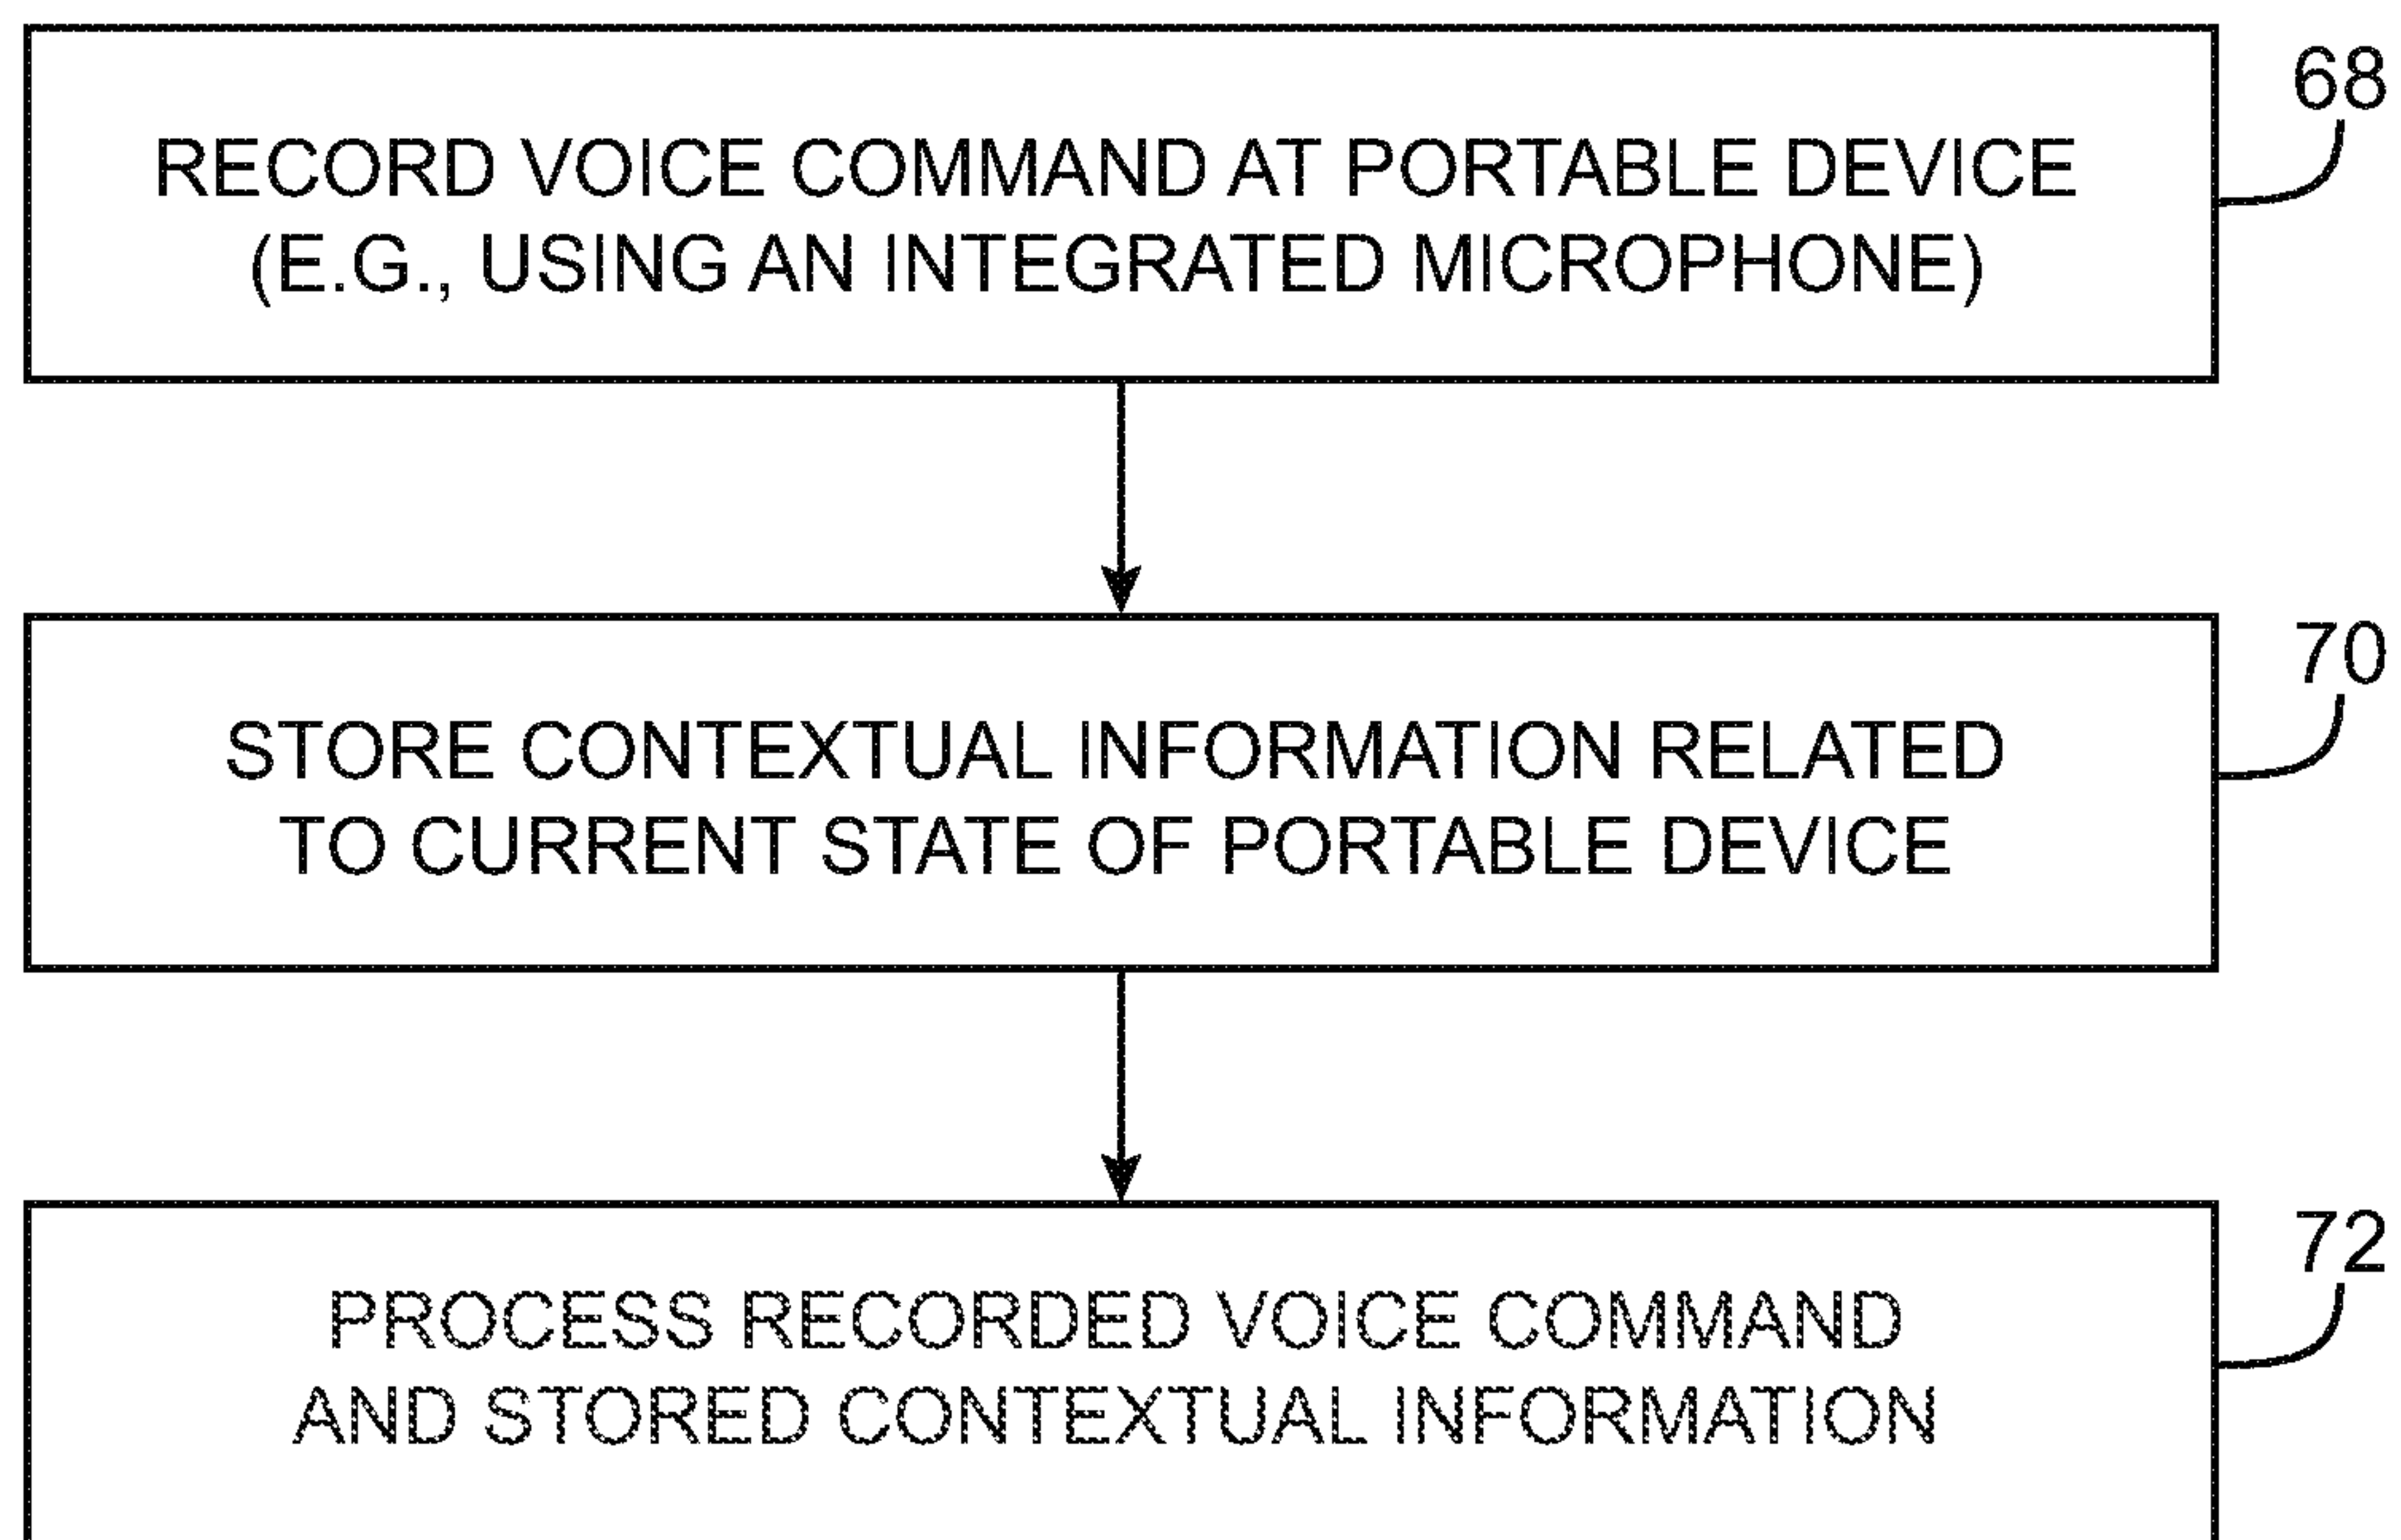 68
RECORD VOICE COMMAND AT PORTABLE DEVICE
(E.G., USING AN INTEGRATED MICROPHONE)
70
STORE CONTEXTUAL INFORMATION RELATED
TO CURRENT STATE OF PORTABLE DEVICE
72
PROCESS RECORDED VOICE COMMAND
AND STORED CONTEXTUAL INFORMATION